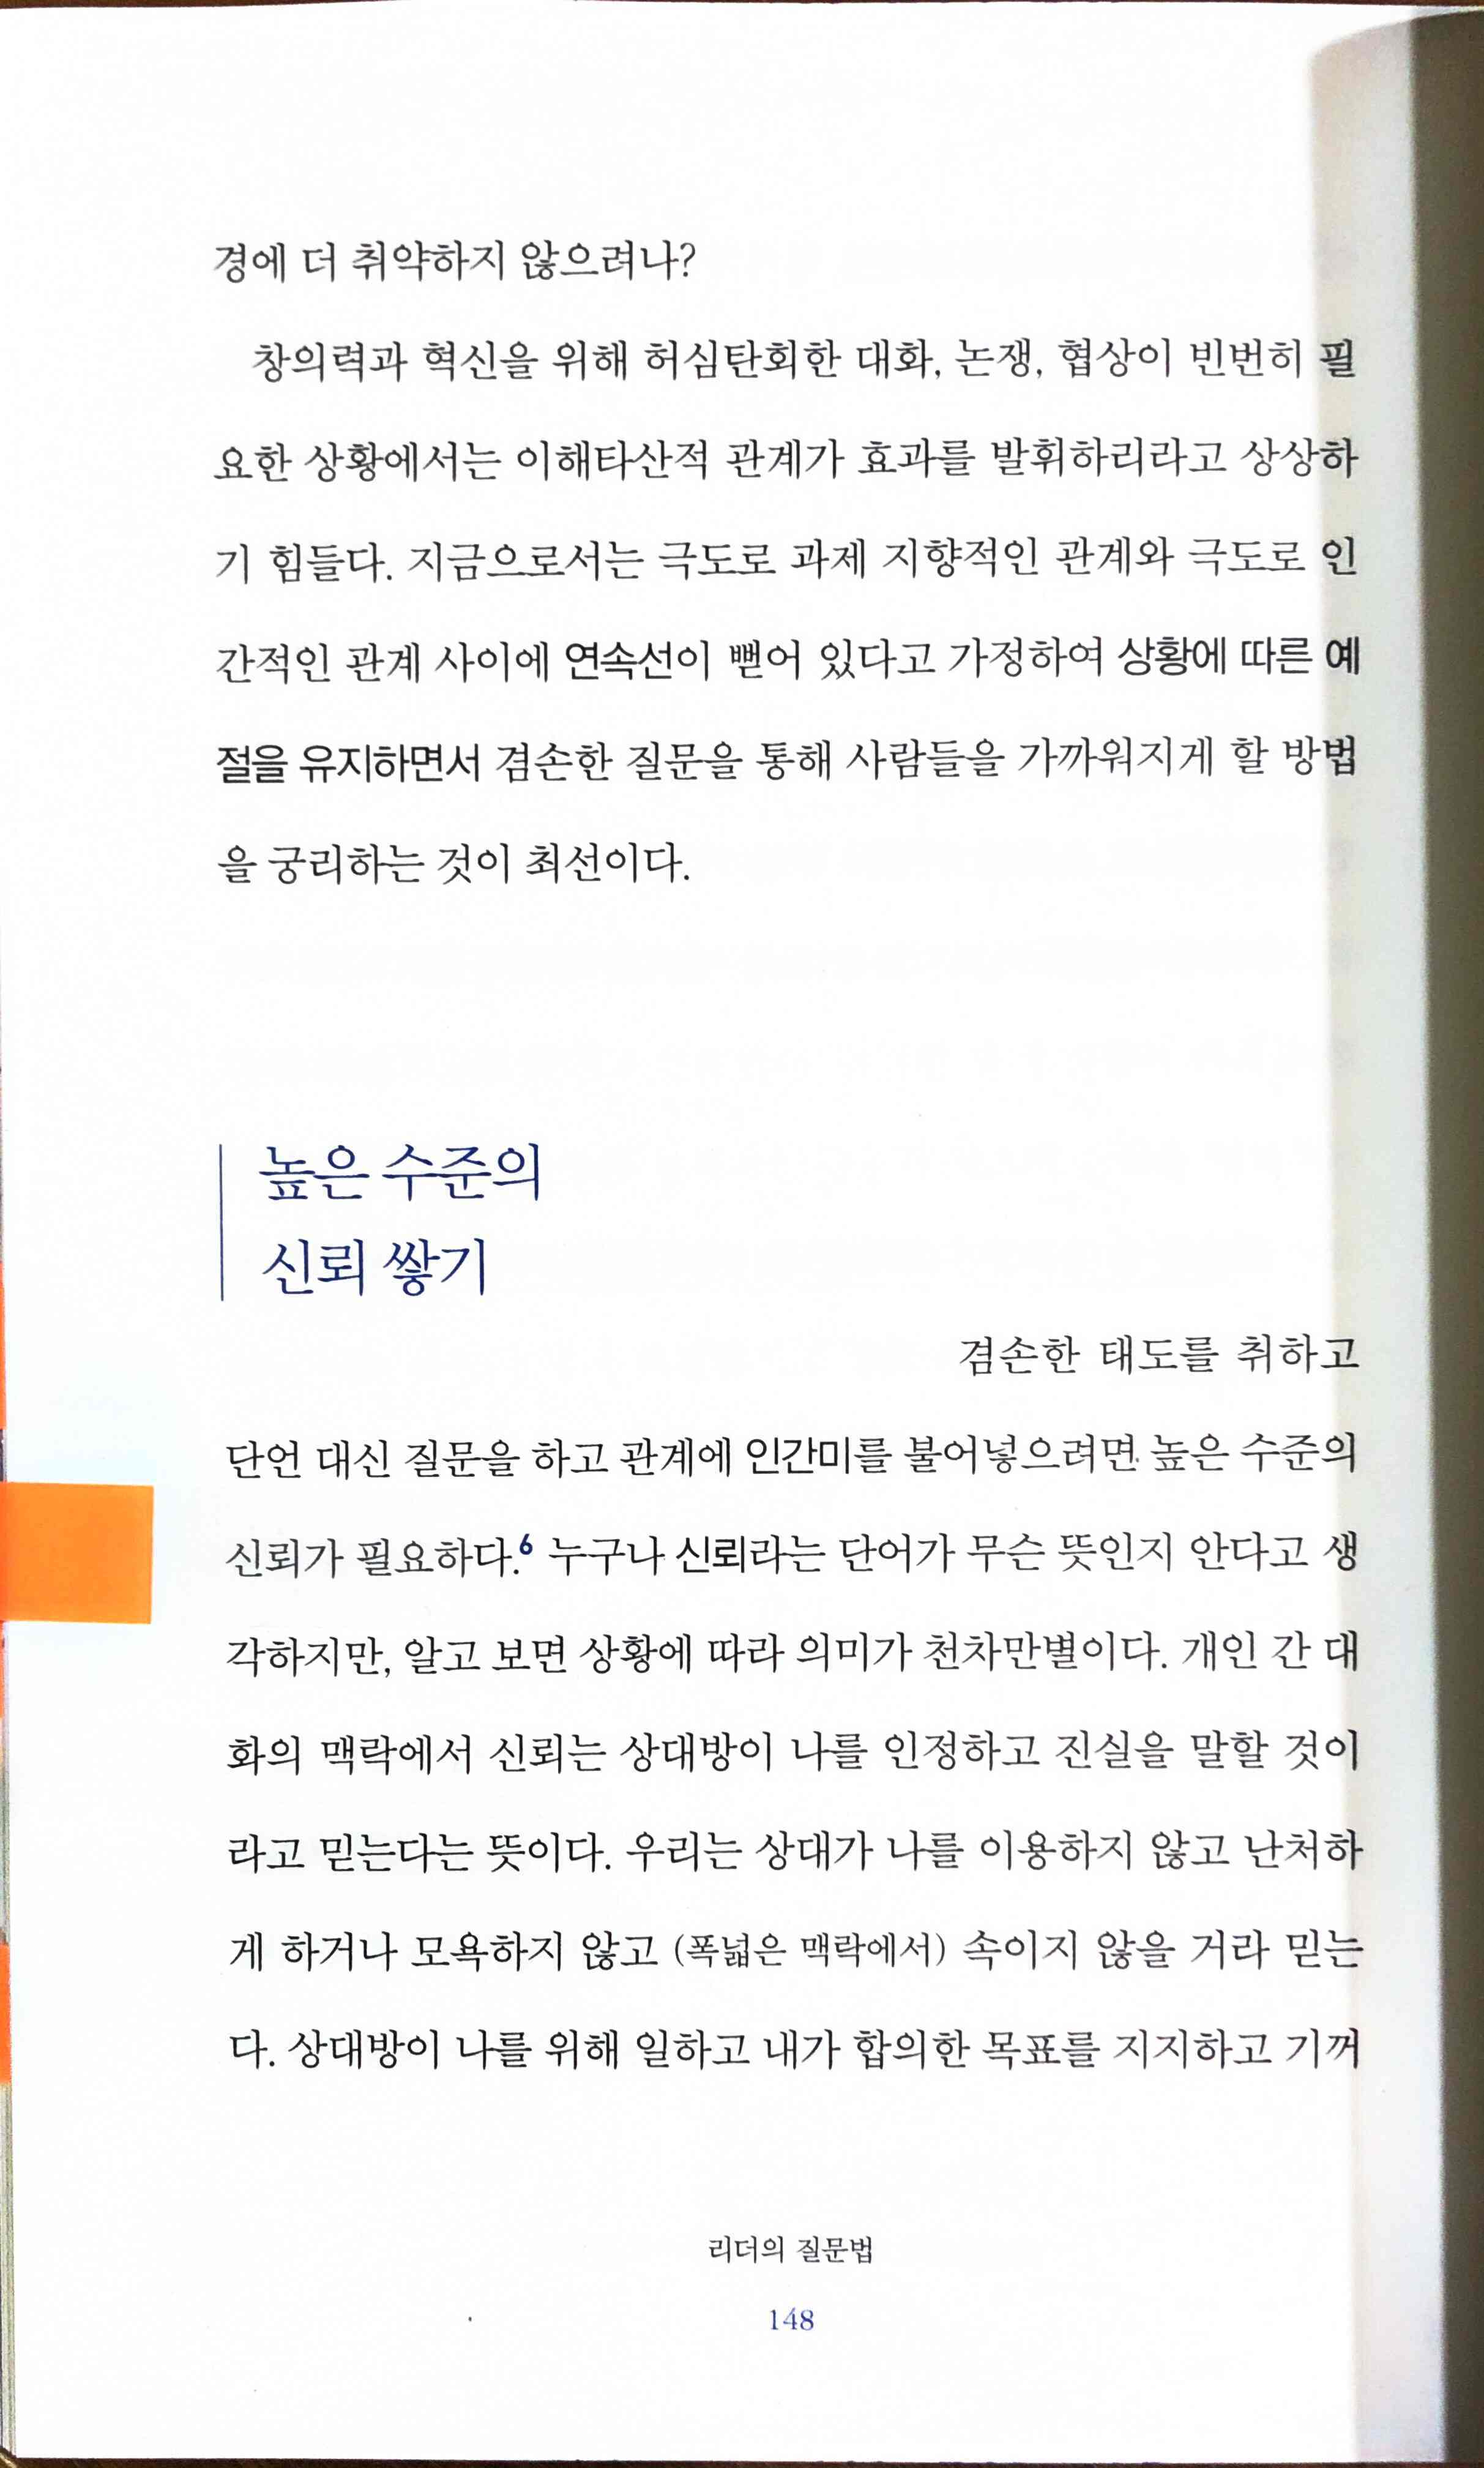 경에 더 취약하지 않으려나?
창의력과 혁신을 위해 허심탄회한 대화, 논쟁, 협상이 빈번히 필
요한 상황에서는 이해타산적 관계가 효과를 발휘하리라고 상상하
기 힘들다. 지금으로서는 극도로 과제 지향적인 관계와 극도로 인
간적인 관계 사이에 연속선이 뻗어 있다고 가정하여 상황에 따른 예
절을 유지하면서 겸손한 질문을 통해 사람들을 가까워지게 할 방법
을 궁리하는 것이 최선이다.
높은 수준의
신뢰 쌓기
겸손한 태도를 취하고
단언 대신 질문을 하고 관계에 인간미를 불어넣으려면 높은 수준의
신뢰가 필요하다.6 누구나 신뢰라는 단어가 무슨 뜻인지 안다고 생
각하지만, 알고 보면 상황에 따라 의미가 천차만별이다. 개인 간 대
화의 맥락에서 신뢰는 상대방이 나를 인정하고 진실을 말할 것이
라고 믿는다는 뜻이다. 우리는 상대가 나를 이용하지 않고 난처하
게 하거나 모욕하지 않고 (폭넓은 맥락에서) 속이지 않을 거라 믿는
다. 상대방이 나를 위해 일하고 내가 합의한 목표를 지지하고 기꺼
리더의 질문법
148